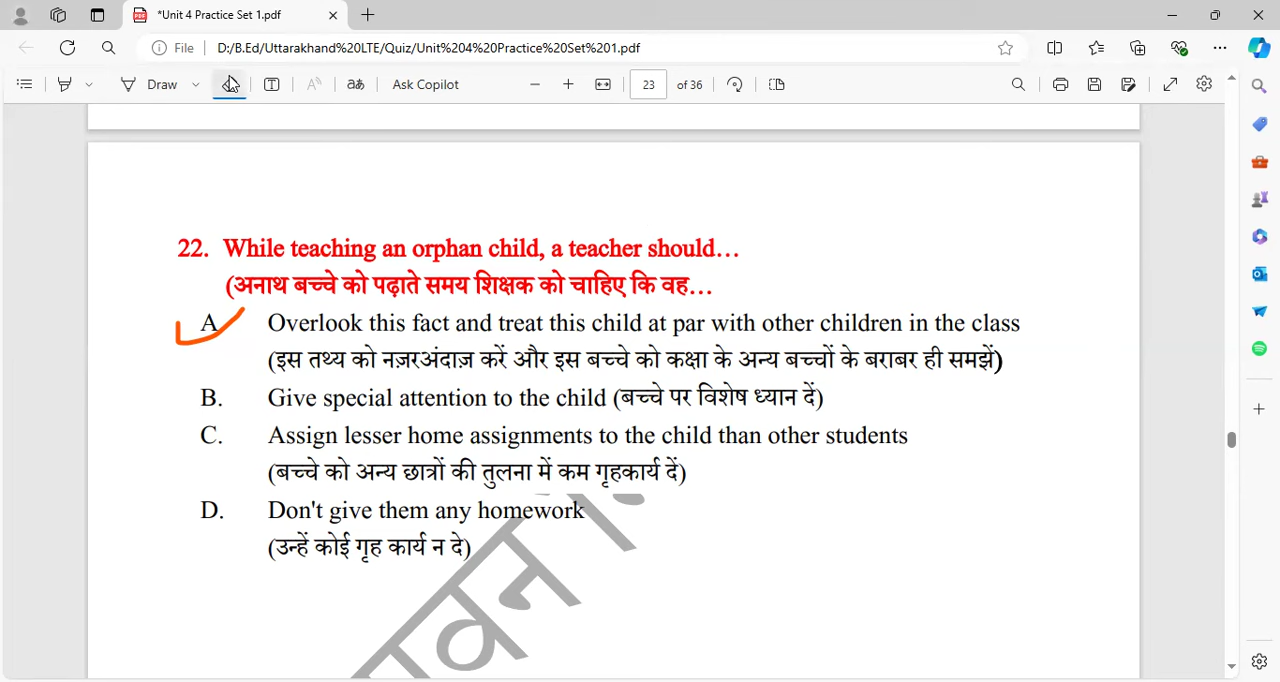 *Unit 4 Practice Set 1.pdf
File D:/B.Ed/Uttarakhand%20LTE/Quiz/Unit%204%20Practice%20Set%201.pdf
Draw Ask Copilot 23 of 36
22. While teaching an orphan child, a teacher should…
(अनाथ बच्चे को पढ़ाते समय शिक्षक को चाहिए कि वह…
A Overlook this fact and treat this child at par with other children in the class
(इस तथ्य को नज़रअंदाज़ करें और इस बच्चे को कक्षा के अन्य बच्चों के बराबर ही समझें)
B. Give special attention to the child (बच्चे पर विशेष ध्यान दें)
C. Assign lesser home assignments to the child than other students
(बच्चे को अन्य छात्रों की तुलना में कम गृहकार्य दें)
D. Don't give them any homework
(उन्हें कोई गृह कार्य न दे)